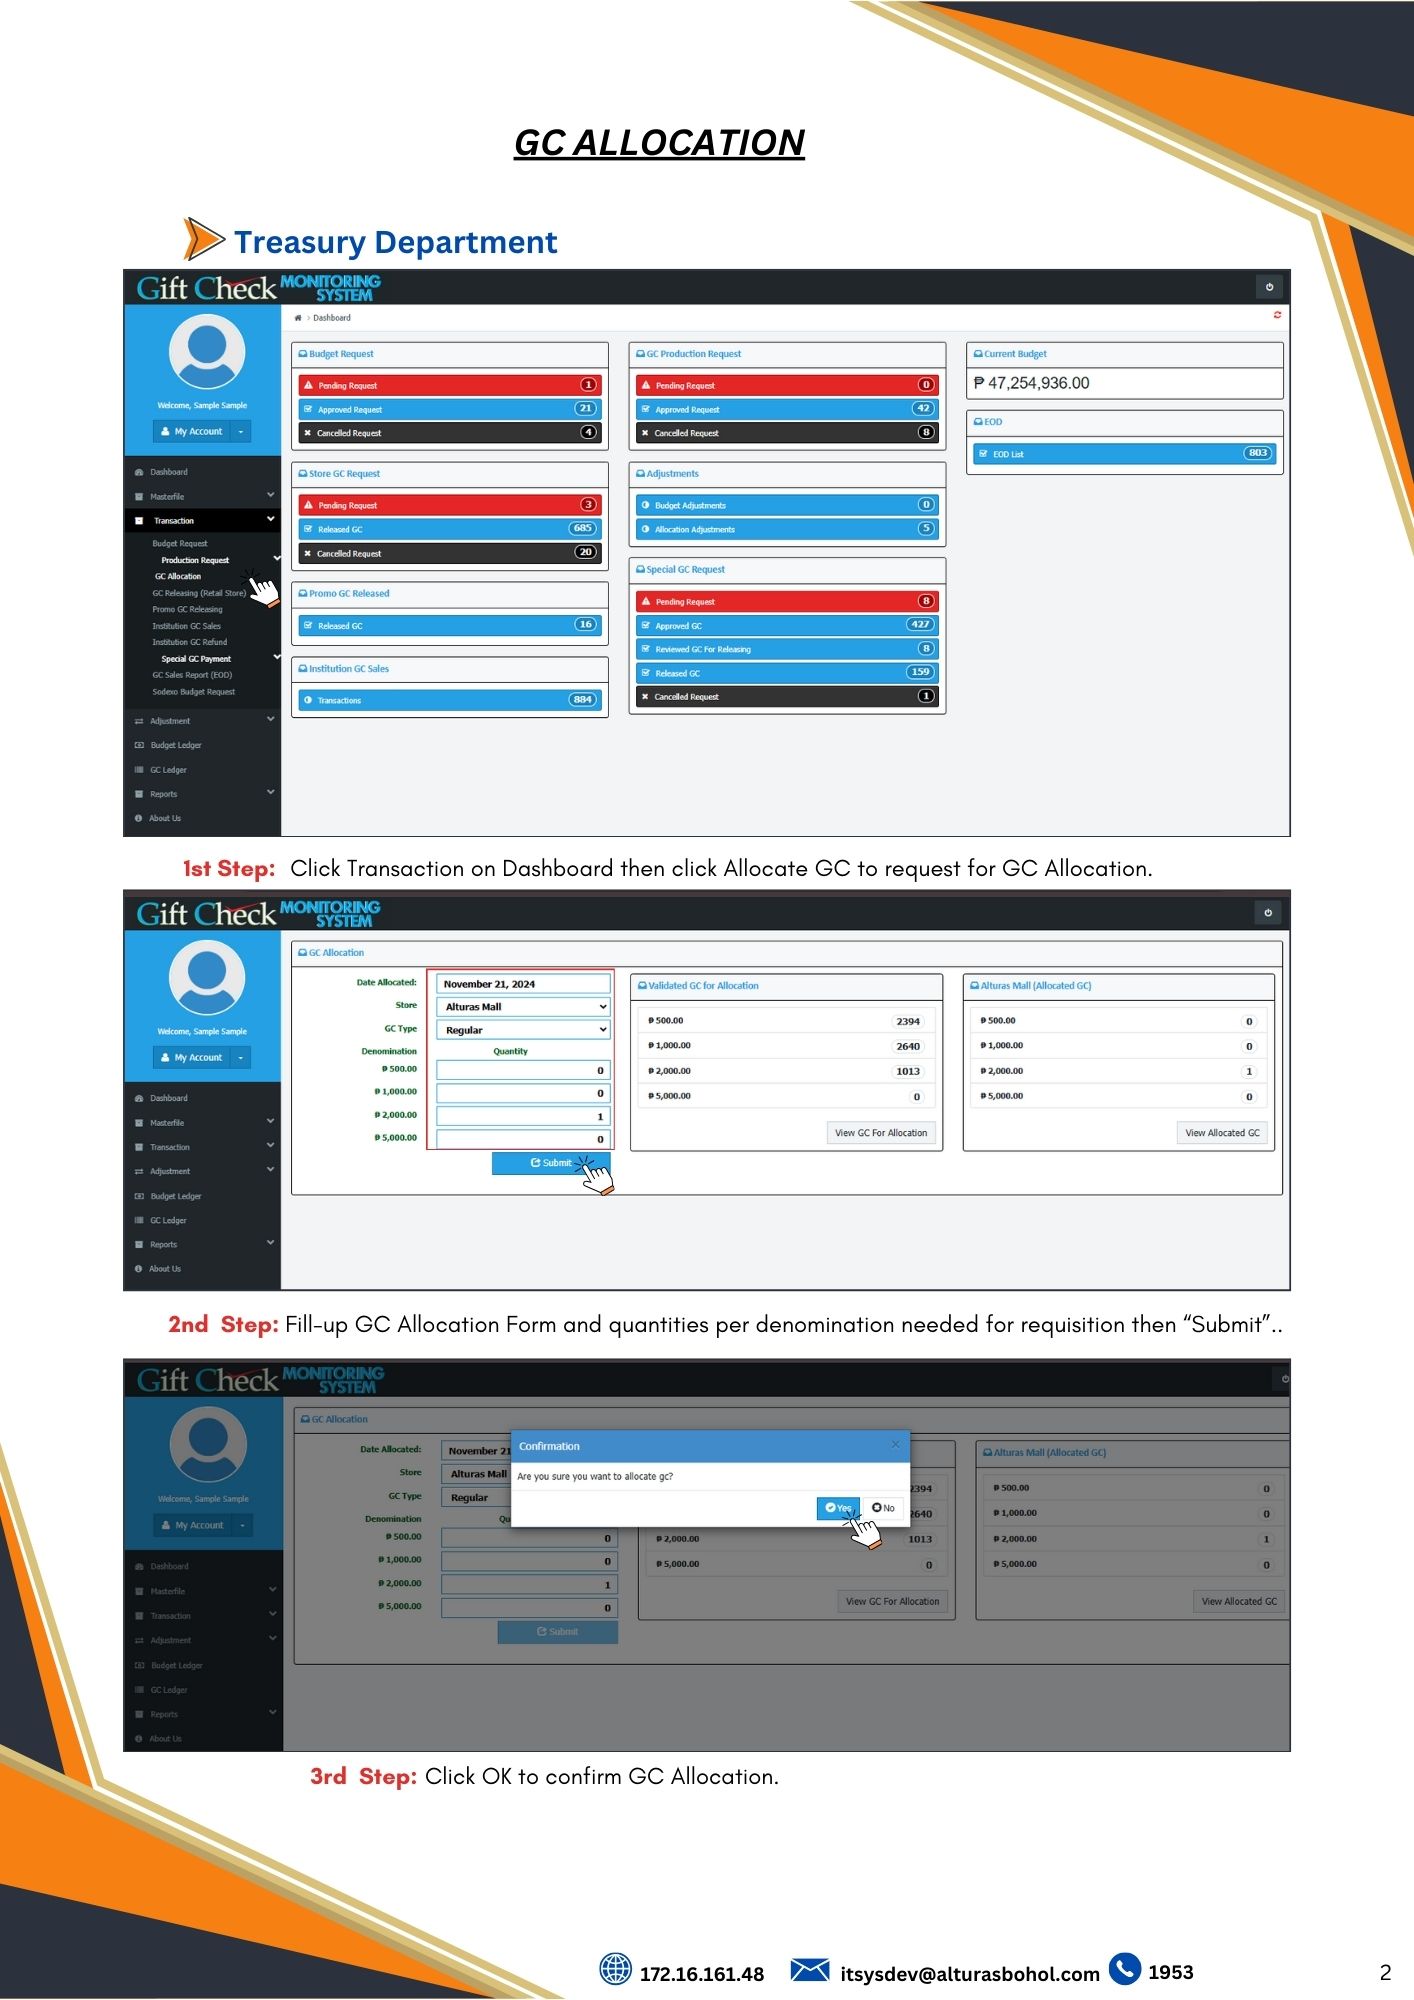 GC ALLOCATION
Treasury Department
Gift Check MONITORING SYSTEM
Dashboard
Welcome, Sample Sample
My Account
Dashboard
Masterfile
Transaction
Budget Request
Production Request
GC Allocation
GC Releasing (Retail Store)
Promo GC Releasing
Institution GC Sales
Institution GC Refund
Special GC Payment
GC Sales Report (EOD)
Sodexo Budget Request
Adjustment
Budget Ledger
GC Ledger
Reports
About Us
Budget Request
Pending Request 1
Approved Request 21
Cancelled Request 4
Store GC Request
Pending Request 3
Released GC 685
Cancelled Request 20
Promo GC Released
Released GC 16
Institution GC Sales
Transactions 884
GC Production Request
Pending Request 0
Approved Request 42
Cancelled Request 8
Adjustments
Budget Adjustments 0
Allocation Adjustments 5
Special GC Request
Pending Request 8
Approved GC 427
Reviewed GC For Releasing 8
Released GC 159
Cancelled Request 1
Current Budget
₱ 47,254,936.00
EOD
EOD List 803
1st Step: Click Transaction on Dashboard then click Allocate GC to request for GC Allocation.
Gift Check MONITORING SYSTEM
Welcome, Sample Sample
My Account
Dashboard
Masterfile
Transaction
Adjustment
Budget Ledger
GC Ledger
Reports
About Us
GC Allocation
Date Allocated: November 21, 2024
Store Alturas Mall
GC Type Regular
Denomination Quantity
₱ 500.00 0
₱ 1,000.00 0
₱ 2,000.00 1
₱ 5,000.00 0
Submit
Validated GC for Allocation
₱ 500.00 2394
₱ 1,000.00 2640
₱ 2,000.00 1013
₱ 5,000.00 0
View GC For Allocation
Alturas Mall (Allocated GC)
₱ 500.00 0
₱ 1,000.00 0
₱ 2,000.00 1
₱ 5,000.00 0
View Allocated GC
2nd Step: Fill-up GC Allocation Form and quantities per denomination needed for requisition then “Submit”..
Gift Check MONITORING SYSTEM
Welcome, Sample Sample
My Account
Dashboard
Masterfile
Transaction
Adjustment
Budget Ledger
GC Ledger
Reports
About Us
GC Allocation
Date Allocated: November 21
Store Alturas Mall
GC Type Regular
Denomination Qu
₱ 500.00 0
₱ 1,000.00 0
₱ 2,000.00 1
₱ 5,000.00 0
Submit
Confirmation ×
Are you sure you want to allocate gc?
Yes No
2394
2640
₱ 2,000.00 1013
₱ 5,000.00 0
View GC For Allocation
Alturas Mall (Allocated GC)
₱ 500.00 0
₱ 1,000.00 0
₱ 2,000.00 1
₱ 5,000.00 0
View Allocated GC
3rd Step: Click OK to confirm GC Allocation.
172.16.161.48 itsysdev@alturasbohol.com 1953
2